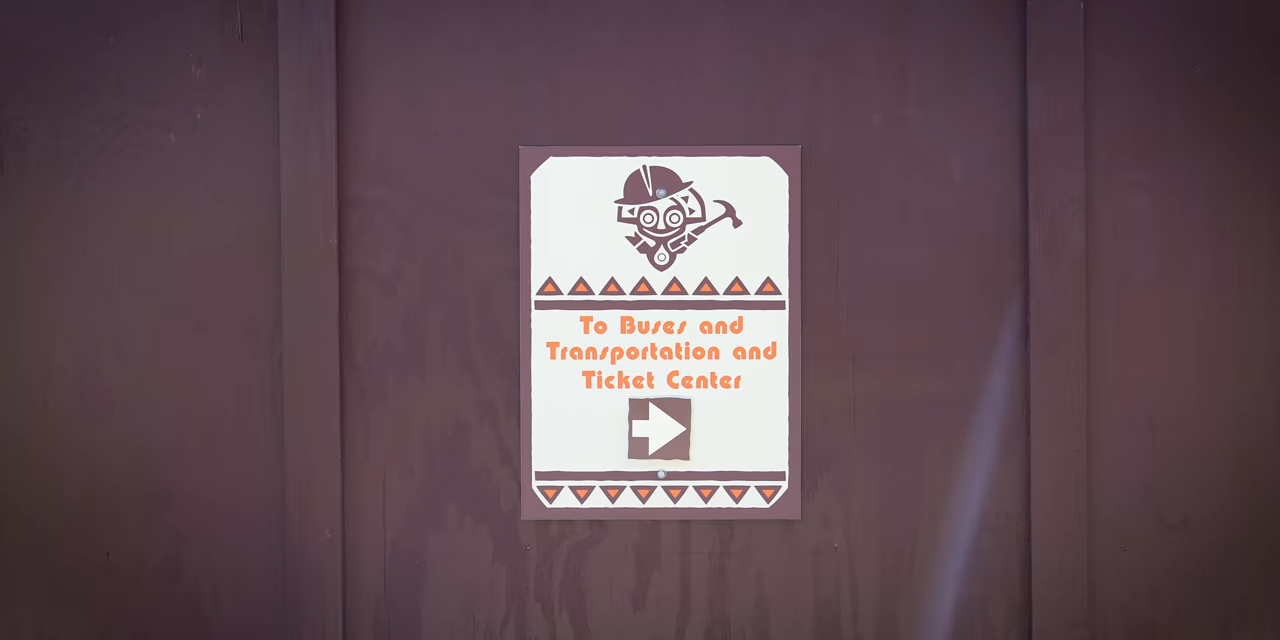 To Buses and
Transportation and
Ticket Center